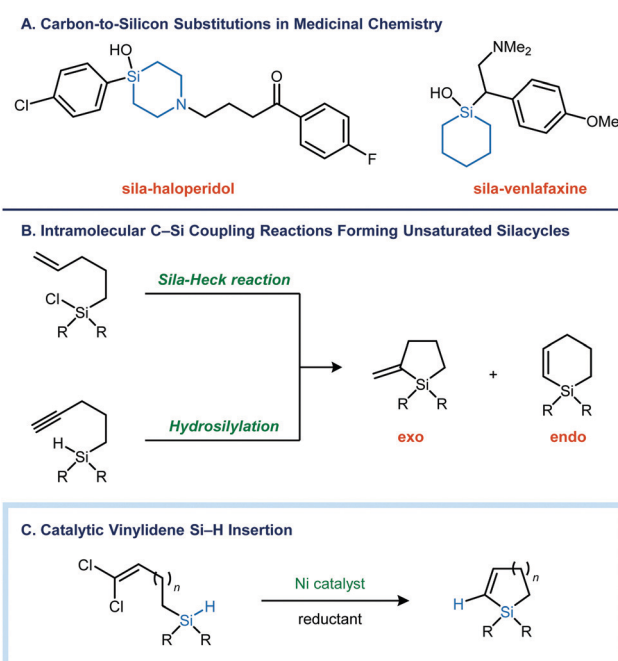 A. Carbon-to-Silicon Substitutions in Medicinal Chemistry
HO
Si
Cl
N
O
F
sila-haloperidol
NMe2
HO
Si
OMe
sila-venlafaxine
B. Intramolecular C–Si Coupling Reactions Forming Unsaturated Silacycles
Cl
Si
R R
Sila-Heck reaction
H
Si
R R
Hydrosilylation
Si
R R
exo
+
Si
R R
endo
C. Catalytic Vinylidene Si–H Insertion
Cl
Cl
( )n
H
Si
R R
Ni catalyst
reductant
( )n
H
Si
R R